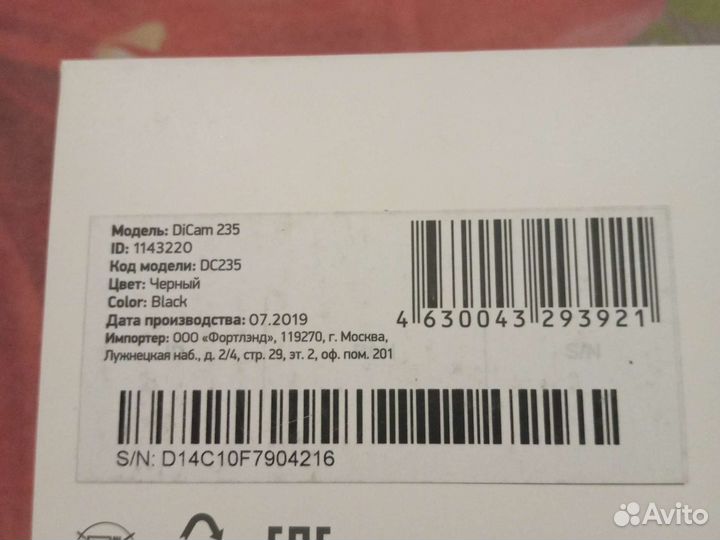 Модель: DiCam 235
ID: 1143220
Код модели: DC235
Цвет: Черный
Color: Black
Дата производства: 07.2019
Импортер: ООО «Фортлэнд», 119270, г. Москва,
Лужнецкая наб., д. 2/4, стр. 29, эт. 2, оф. пом. 201
4 630043 293921
S/N
S/N: D14C10F7904216
EAC
Avito